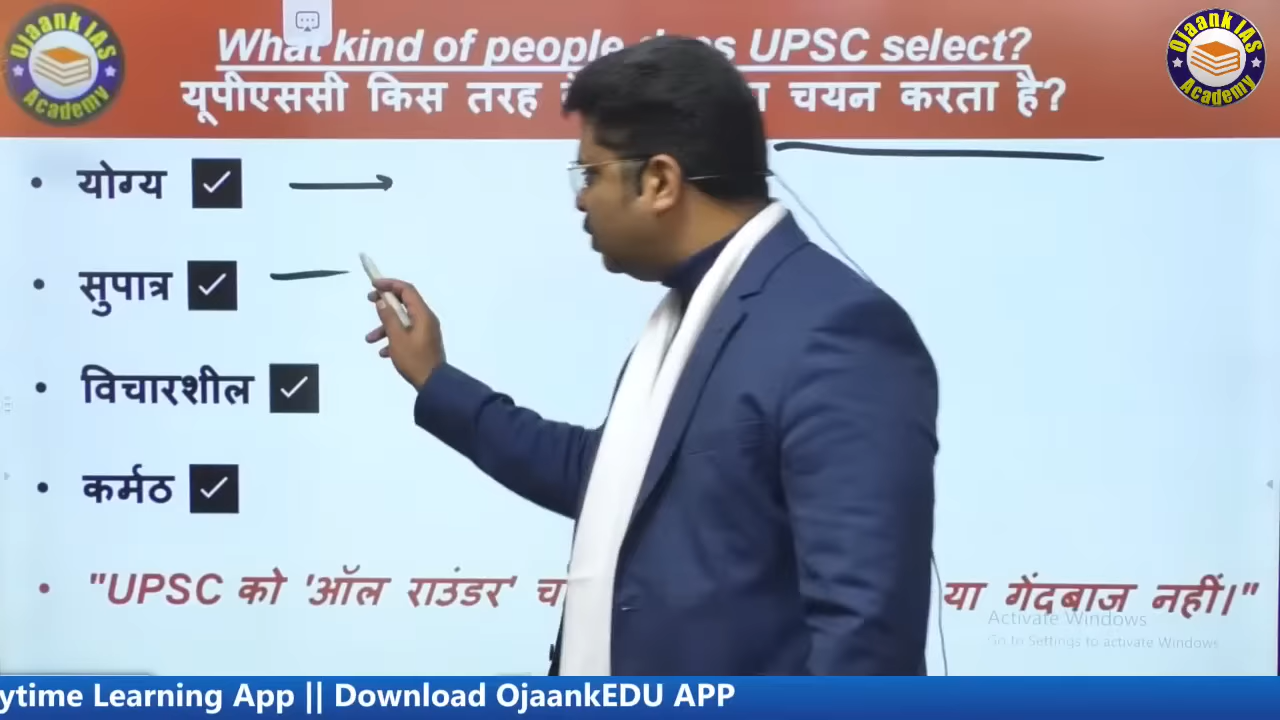 Ojaank IAS Academy
Ojaank IAS Academy
What kind of people UPSC select?
यूपीएससी किस तरह चयन करता है?
• योग्य
• सुपात्र
• विचारशील
• कर्मठ
• "UPSC को 'ऑल राउंडर' या गेंदबाज नहीं।"
Activate Windows
Go to Settings to activate Windows
ytime Learning App || Download OjaankEDU APP